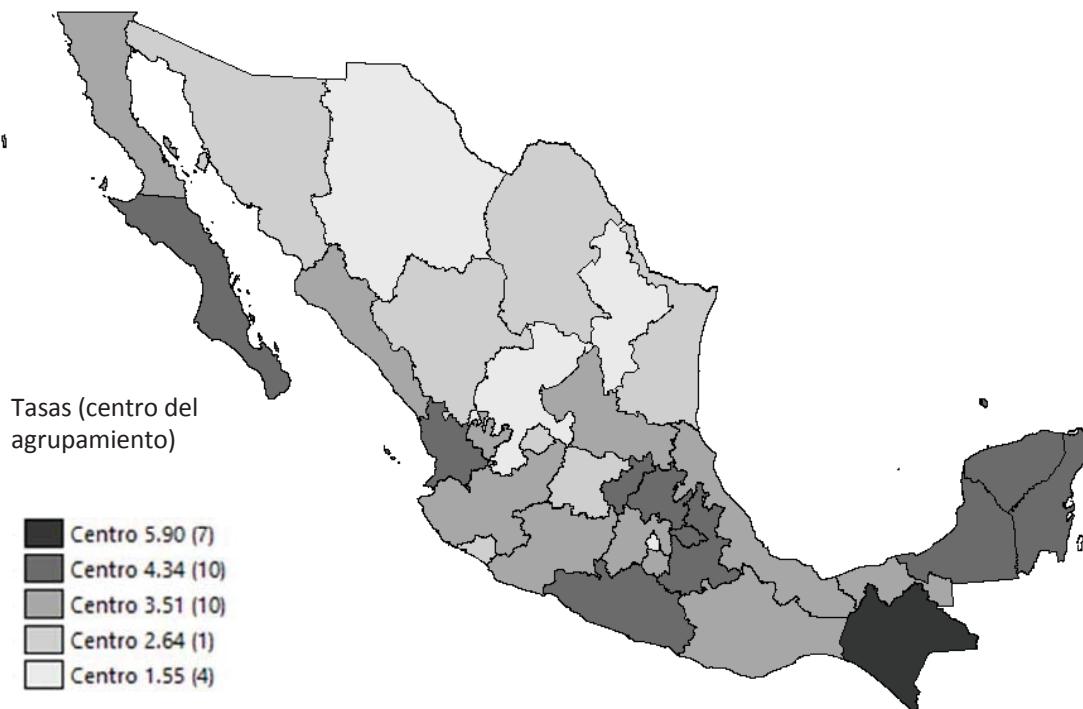 Tasas (centro del
agrupamiento)
Centro 5.90 (7)
Centro 4.34 (10)
Centro 3.51 (10)
Centro 2.64 (1)
Centro 1.55 (4)